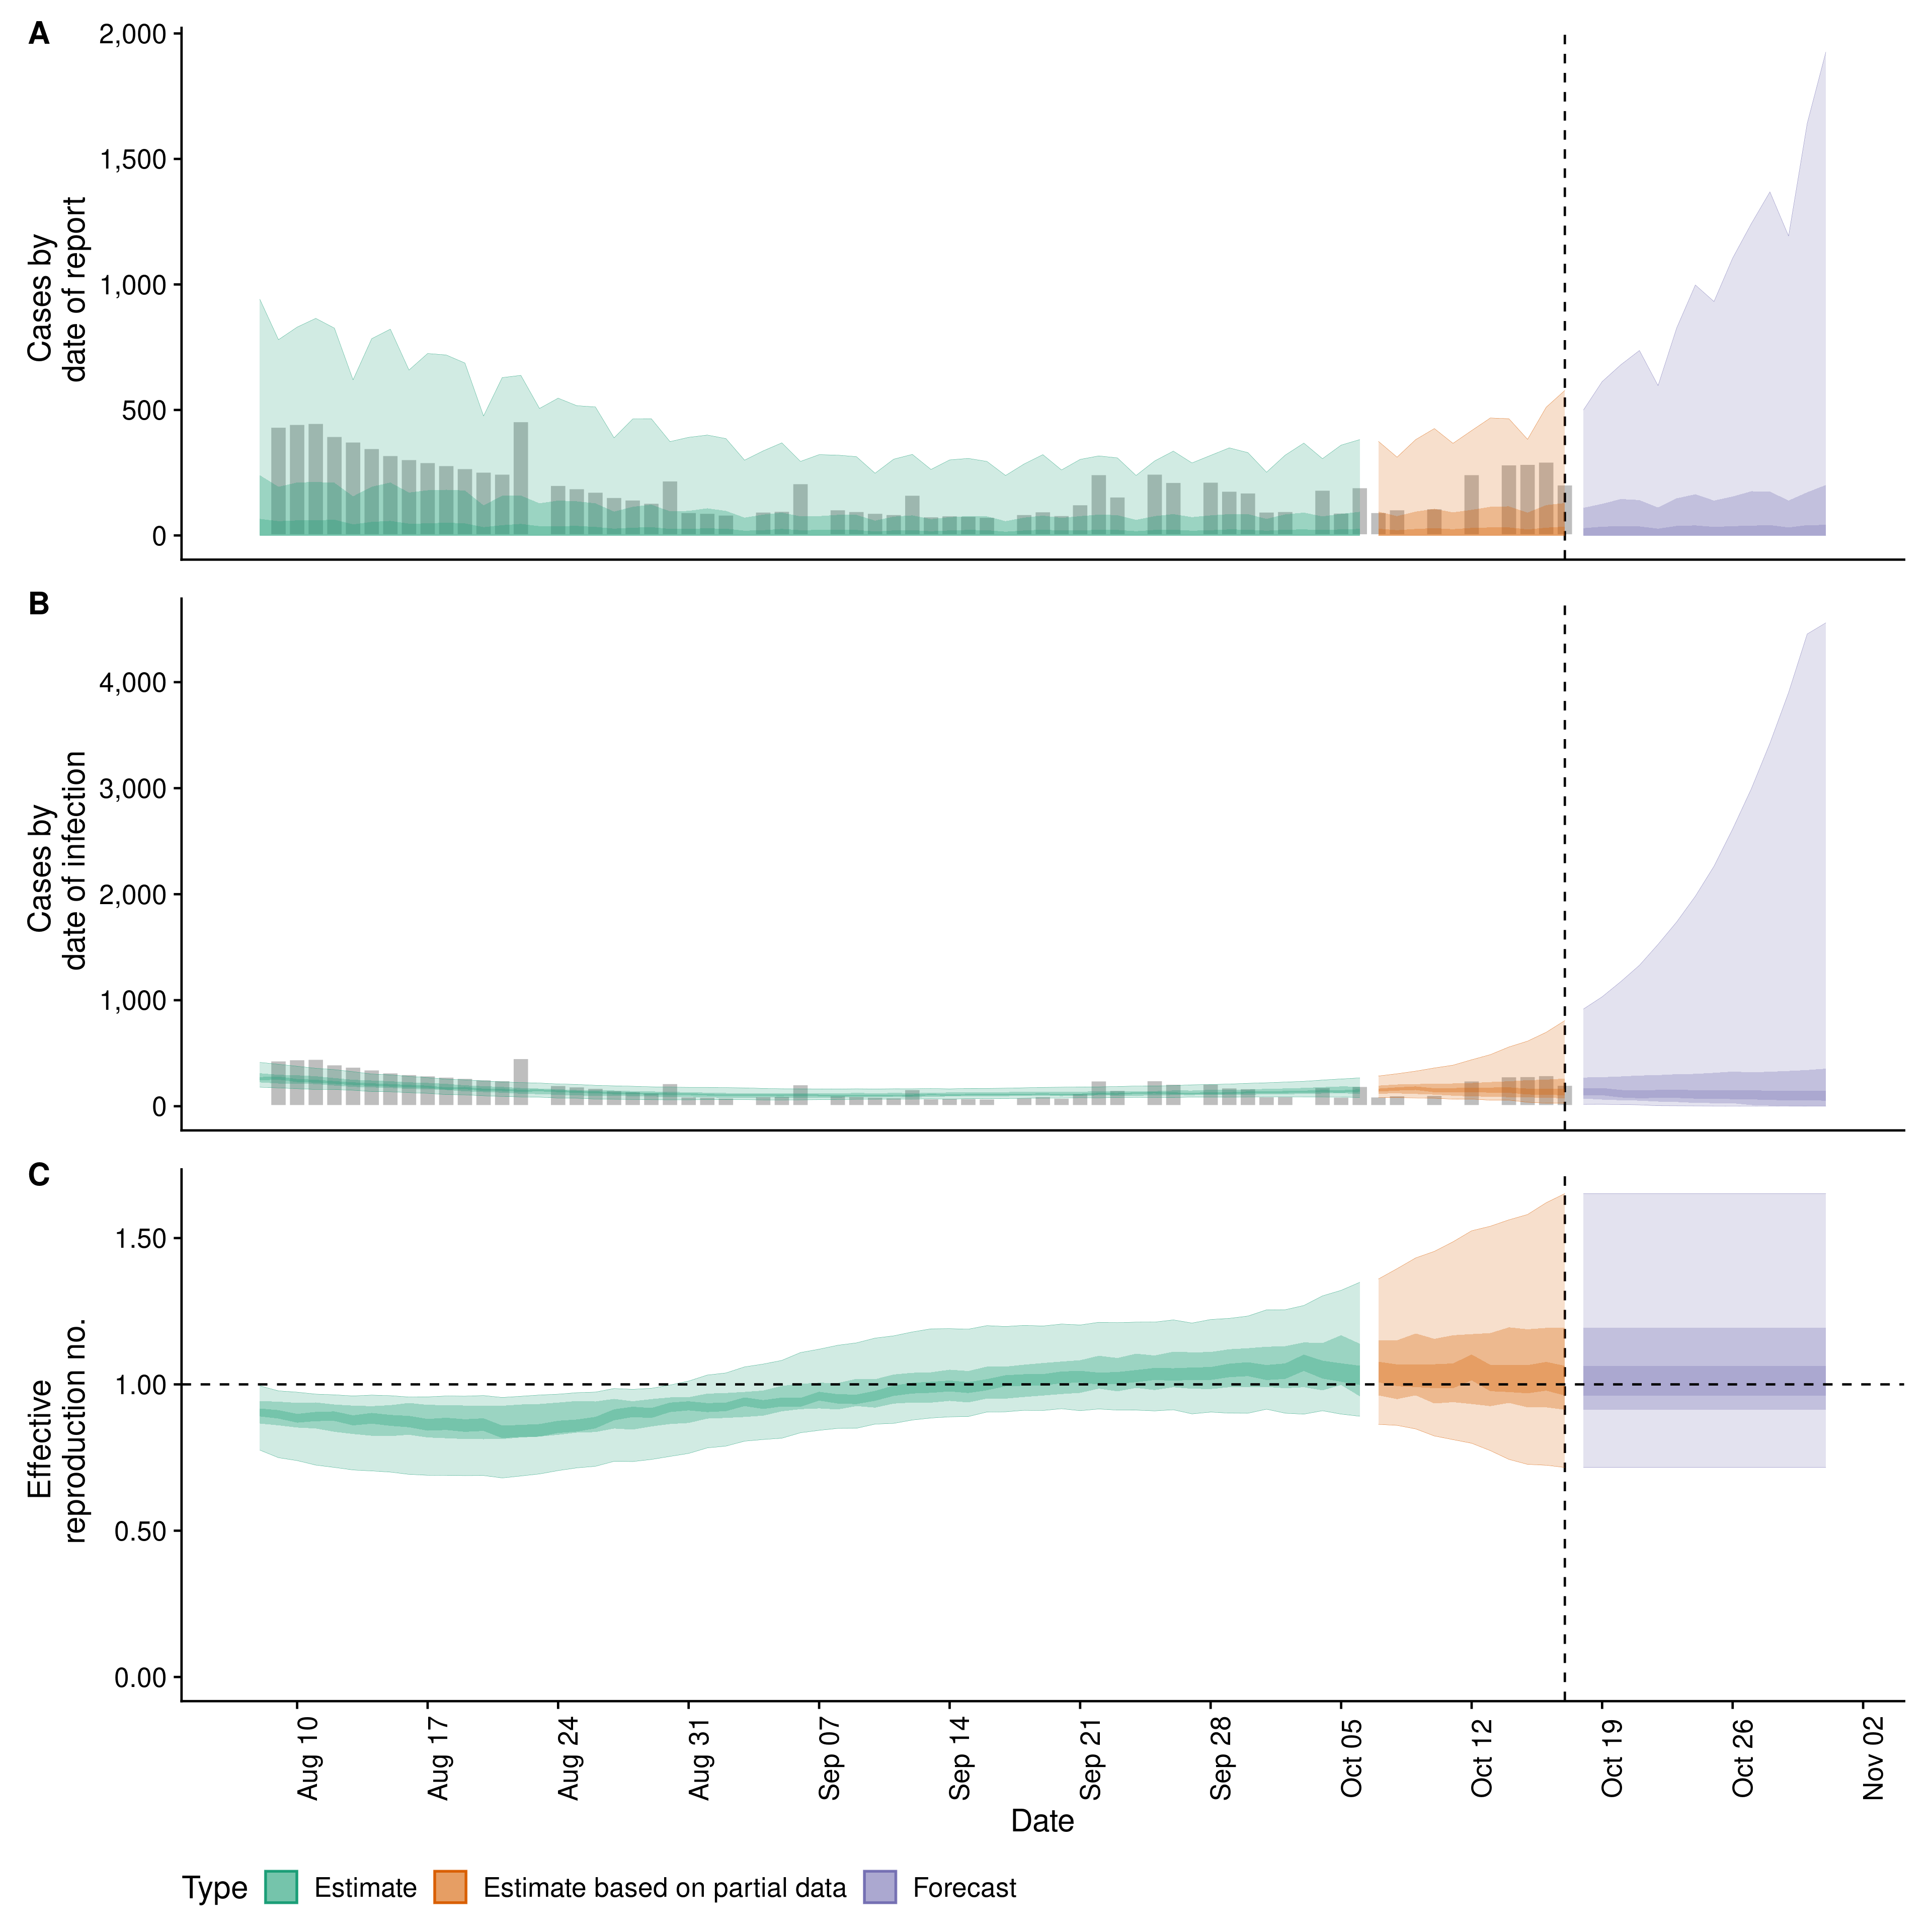 A
2,000
1,500
1,000
500
0
Cases by
date of report
B
4,000
3,000
2,000
1,000
0
Cases by
date of infection
C
1.50
1.00
0.50
0.00
Effective
reproduction no.
Aug 10
Aug 17
Aug 24
Aug 31
Sep 07
Sep 14
Sep 21
Sep 28
Oct 05
Oct 12
Oct 19
Oct 26
Nov 02
Date
Type Estimate Estimate based on partial data Forecast